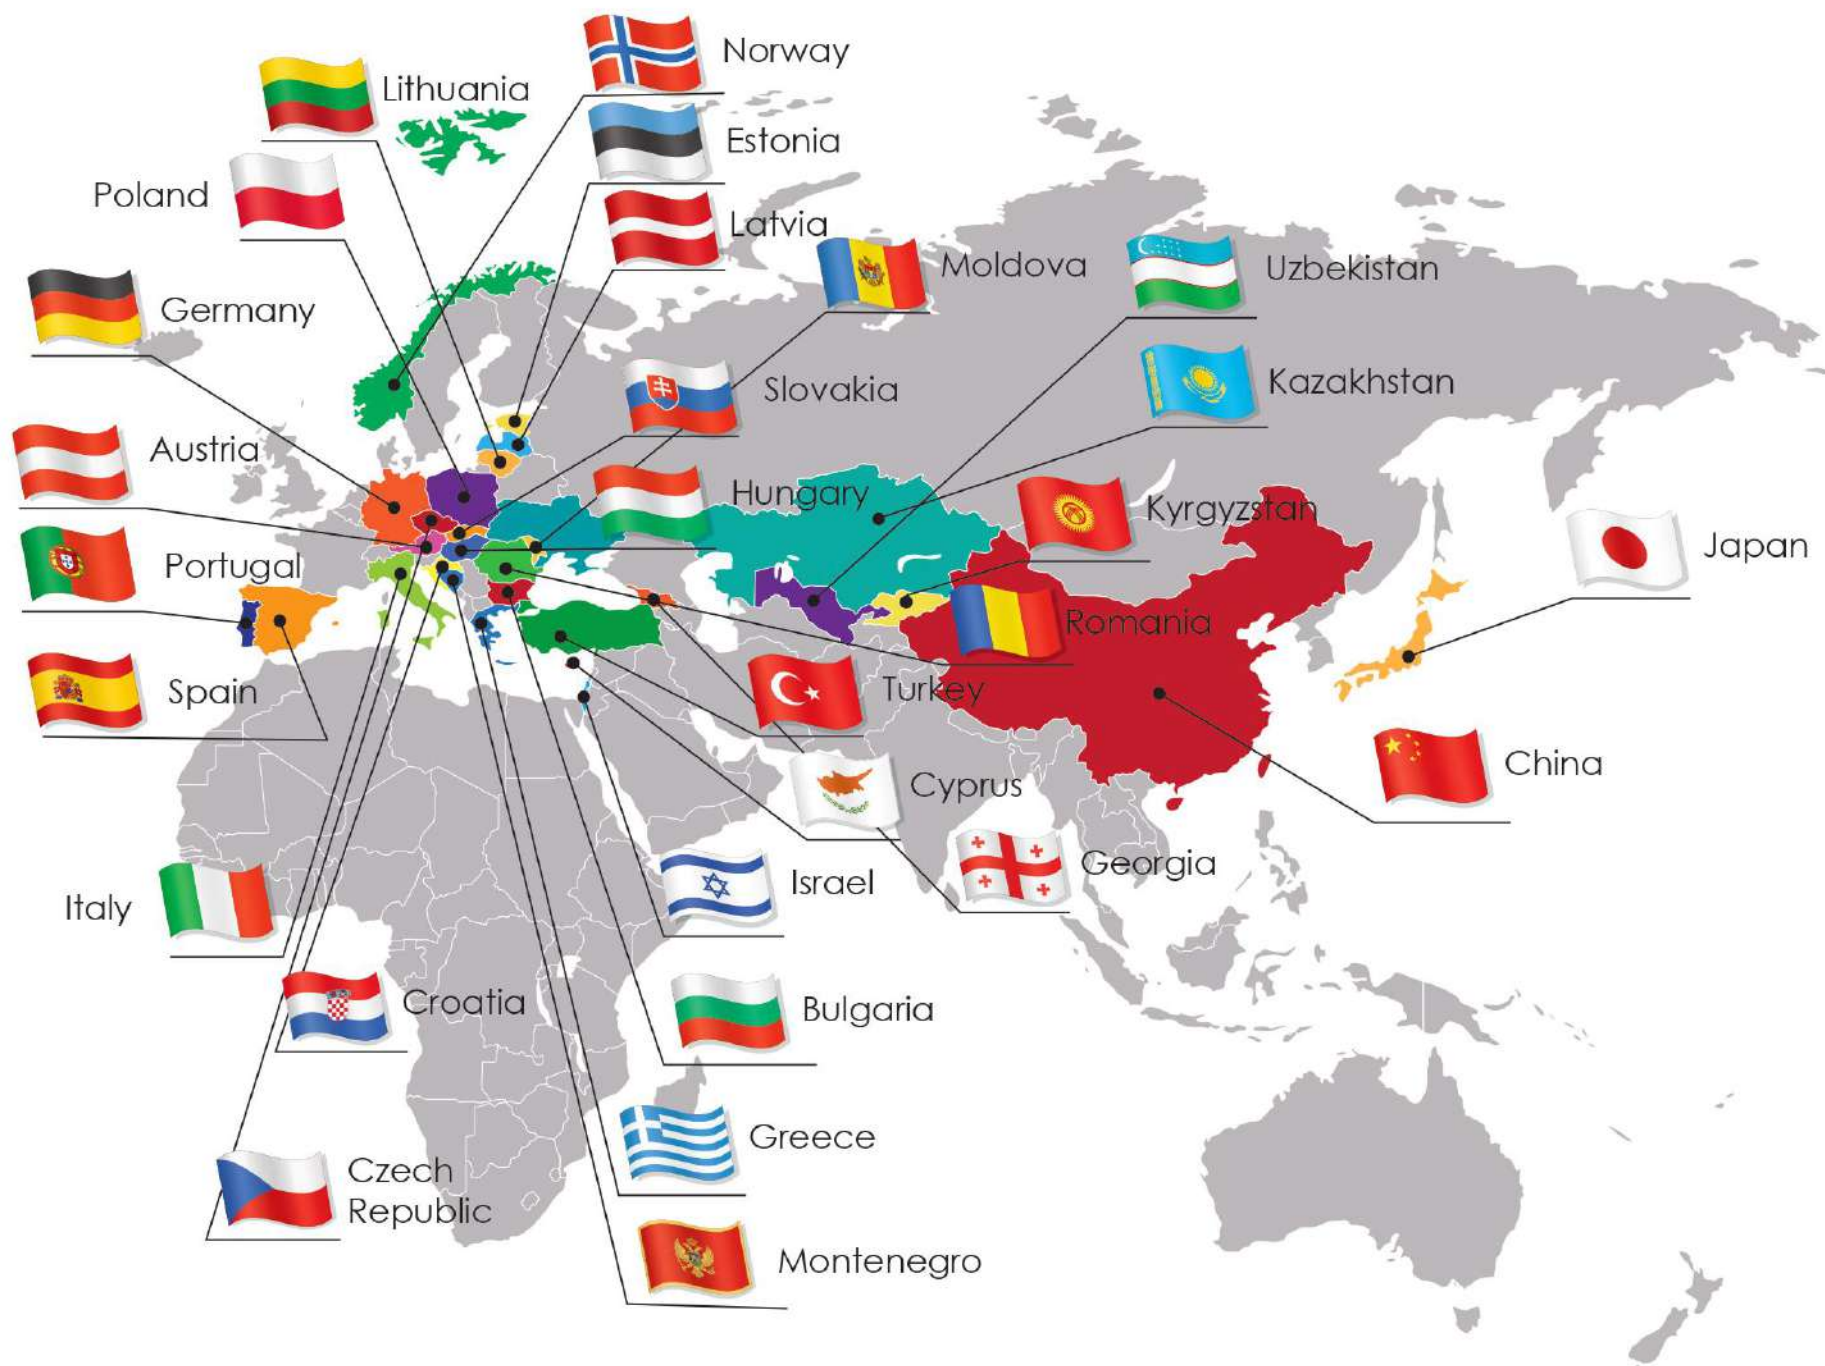 Norway
Lithuania
Estonia
Poland
Latvia
Moldova
Uzbekistan
Germany
Kazakhstan
Slovakia
Austria
Hungary
Kyrgyzstan
Japan
Portugal
Romania
Spain
Turkey
China
Cyprus
Georgia
Israel
Italy
Croatia
Bulgaria
Greece
Czech
Republic
Montenegro